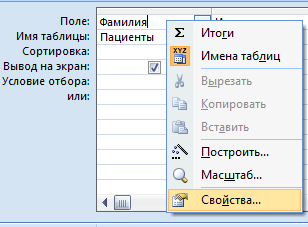 Поле: Фамилия
Имя таблицы: Пациенты
Сортировка:
Вывод на экран:
Условие отбора:
или:
Σ Итоги
XYZ Имена таблиц
Вырезать
Копировать
Вставить
Построить...
Масштаб...
Свойства...